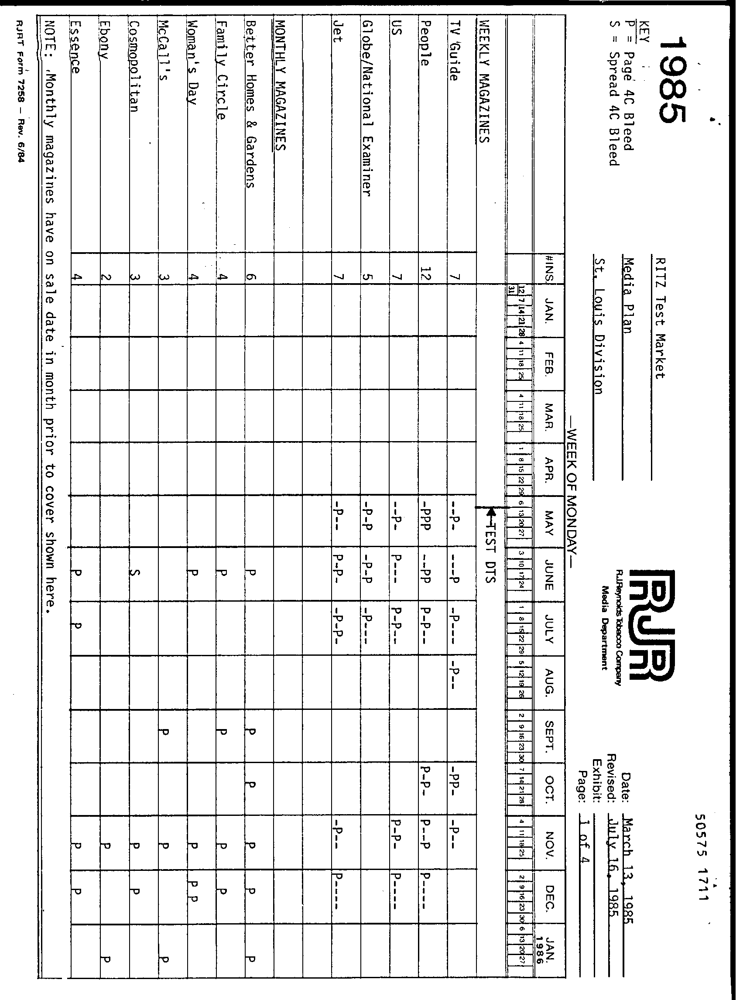 50575 1711
1985
RITZ Test Market
RJR
Date: March 13, 1985
KEY
P = Page 4C Bleed
Media Plan
R.J.Reynolds Tobacco Company
Revised: July 16, 1985
S = Spread 4C Bleed
St. Louis Division
Media Department
Exhibit:
Page: 1 of 4
—WEEK OF MONDAY—
#INS. JAN. FEB. MAR. APR. MAY JUNE JULY AUG. SEPT. OCT. NOV. DEC. JAN. 1986
12/31 7 14 21 28 4 11 18 25 4 11 18 25 1 8 15 22 29 6 13 20 27 3 10 17 24 1 8 15 22 29 5 12 19 26 2 9 16 23 30 7 14 21 28 4 11 18 25 2 9 16 23 30 6 13 20 27
WEEKLY MAGAZINES TEST DTS
TV Guide 7 --P- ---P -P--- -P-- -PP- -P--
People 12 -PPP --PP P-P-- P-P- P--P P----
US 7 --P- P--- P-P-- P-P- P----
Globe/National Examiner 5 -P-P -P-P -P---
Jet 7 -P-- P-P- -P-P- -P-- P----
MONTHLY MAGAZINES
Better Homes & Gardens 6 P P P P P P
Family Circle 4 P P P P
Woman's Day 4 P P P P
McCall's 3 P P P
Cosmopolitan 3 S P P
Ebony 2 P P
Essence 4 P P P P
NOTE: Monthly magazines have on sale date in month prior to cover shown here.
RJRT Form 7258 – Rev. 6/84